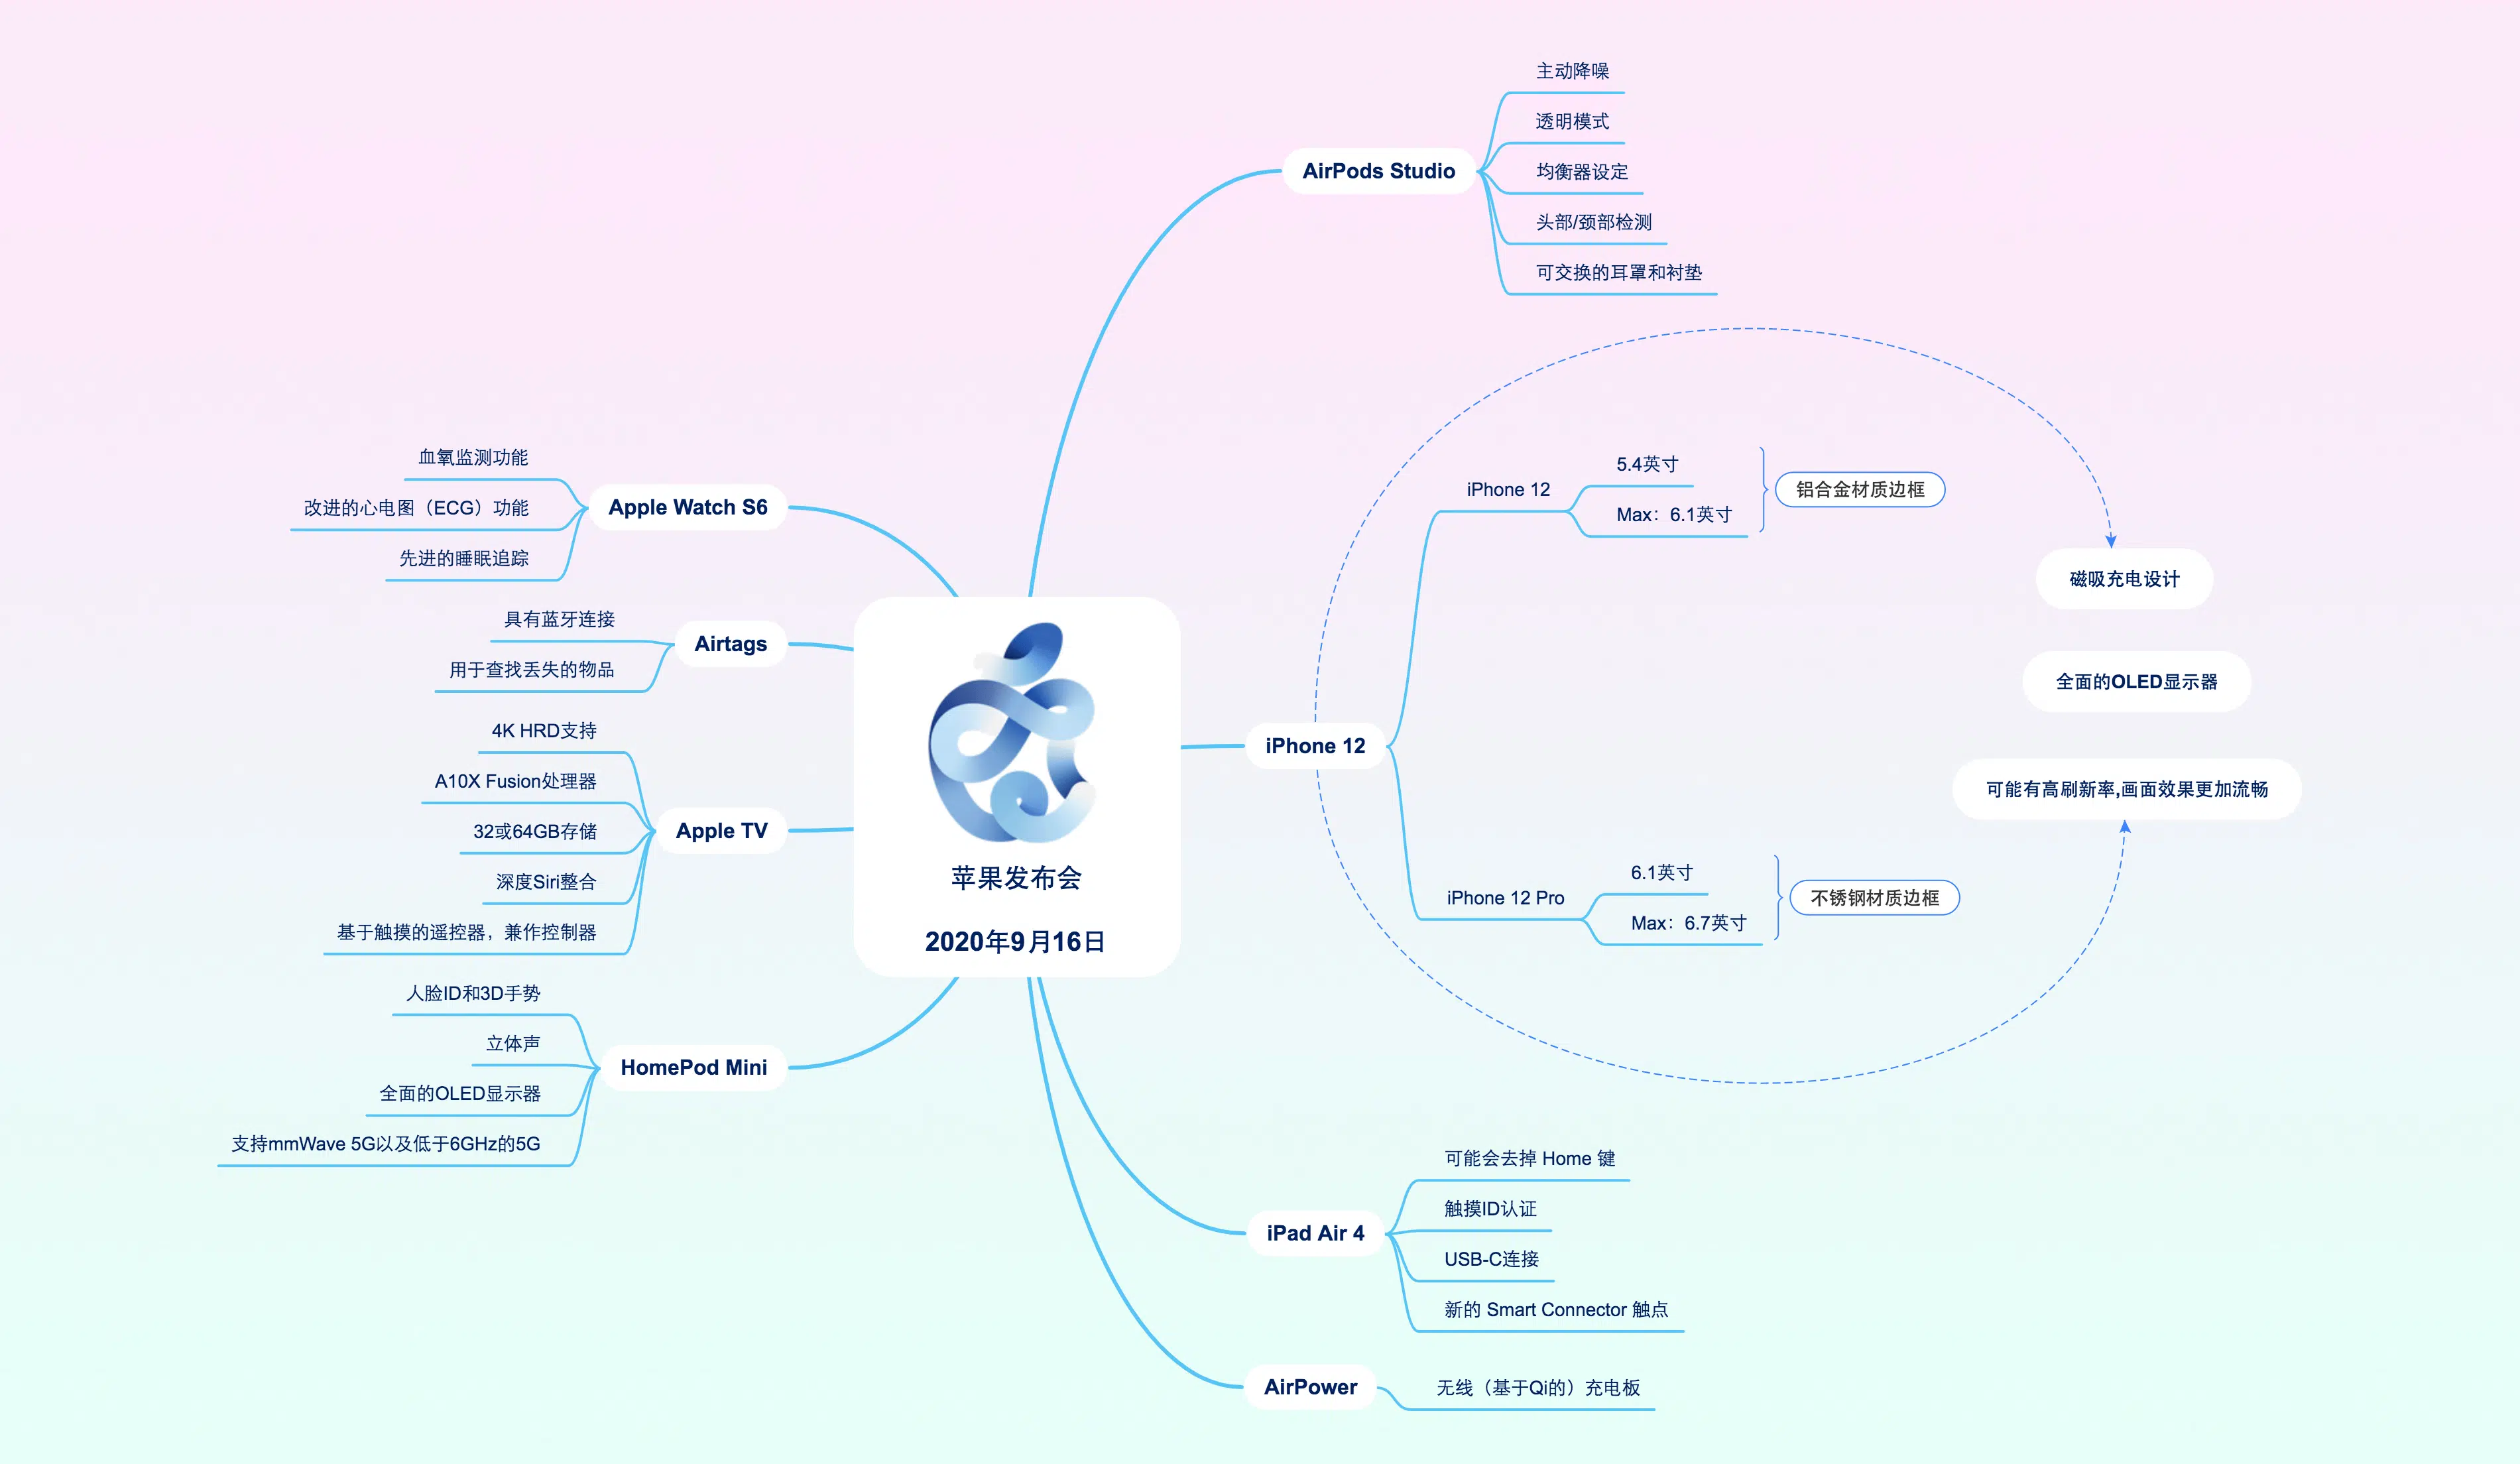 苹果发布会
2020年9月16日
AirPods Studio
主动降噪
透明模式
均衡器设定
头部/颈部检测
可交换的耳罩和衬垫
iPhone 12
iPhone 12
5.4英寸
Max：6.1英寸
铝合金材质边框
iPhone 12 Pro
6.1英寸
Max：6.7英寸
不锈钢材质边框
磁吸充电设计
全面的OLED显示器
可能有高刷新率,画面效果更加流畅
iPad Air 4
可能会去掉 Home 键
触摸ID认证
USB-C连接
新的 Smart Connector 触点
AirPower
无线（基于Qi的）充电板
Apple Watch S6
血氧监测功能
改进的心电图（ECG）功能
先进的睡眠追踪
Airtags
具有蓝牙连接
用于查找丢失的物品
Apple TV
4K HRD支持
A10X Fusion处理器
32或64GB存储
深度Siri整合
基于触摸的遥控器，兼作控制器
HomePod Mini
人脸ID和3D手势
立体声
全面的OLED显示器
支持mmWave 5G以及低于6GHz的5G